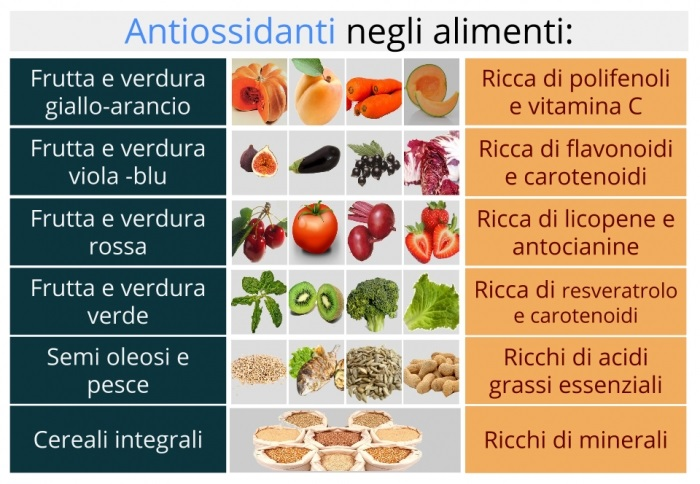 Antiossidanti negli alimenti:
Frutta e verdura
giallo-arancio
Ricca di polifenoli
e vitamina C
Frutta e verdura
viola -blu
Ricca di flavonoidi
e carotenoidi
Frutta e verdura
rossa
Ricca di licopene e
antocianine
Frutta e verdura
verde
Ricca di resveratrolo
e carotenoidi
Semi oleosi e
pesce
Ricchi di acidi
grassi essenziali
Cereali integrali
Ricchi di minerali